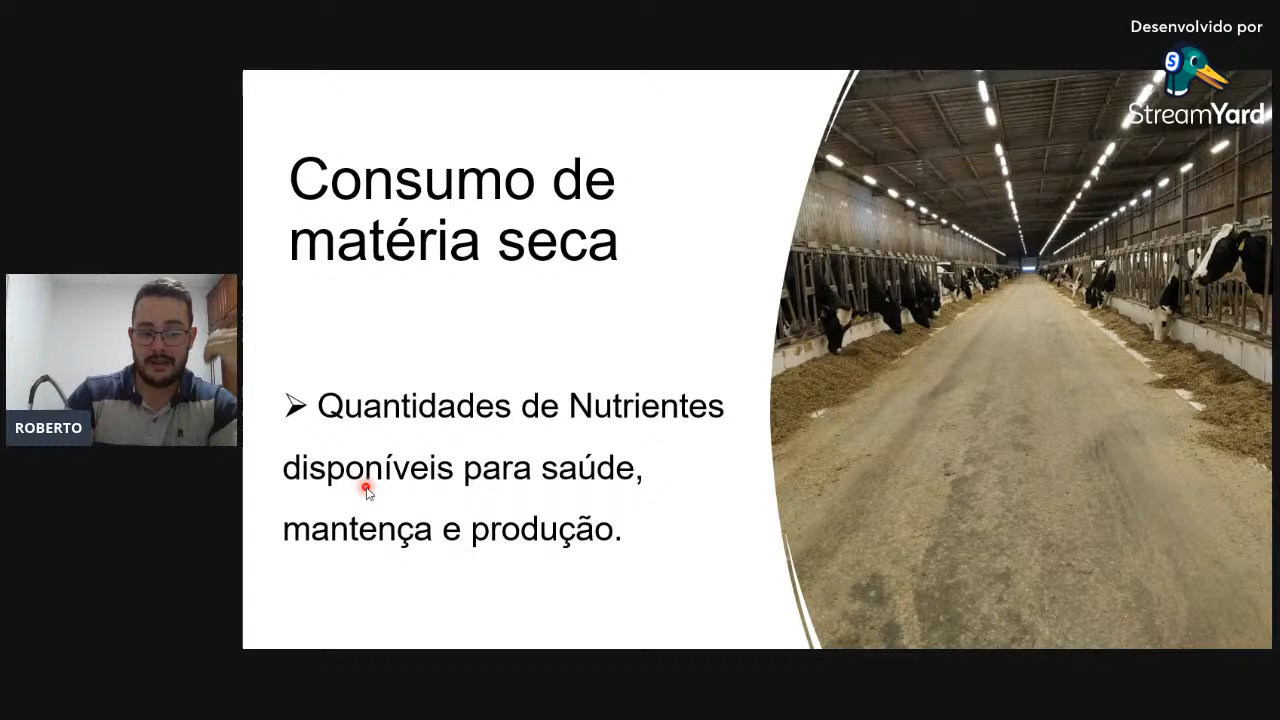 Desenvolvido por
S
StreamYard
Consumo de
matéria seca
➢ Quantidades de Nutrientes
disponíveis para saúde,
mantença e produção.
ROBERTO